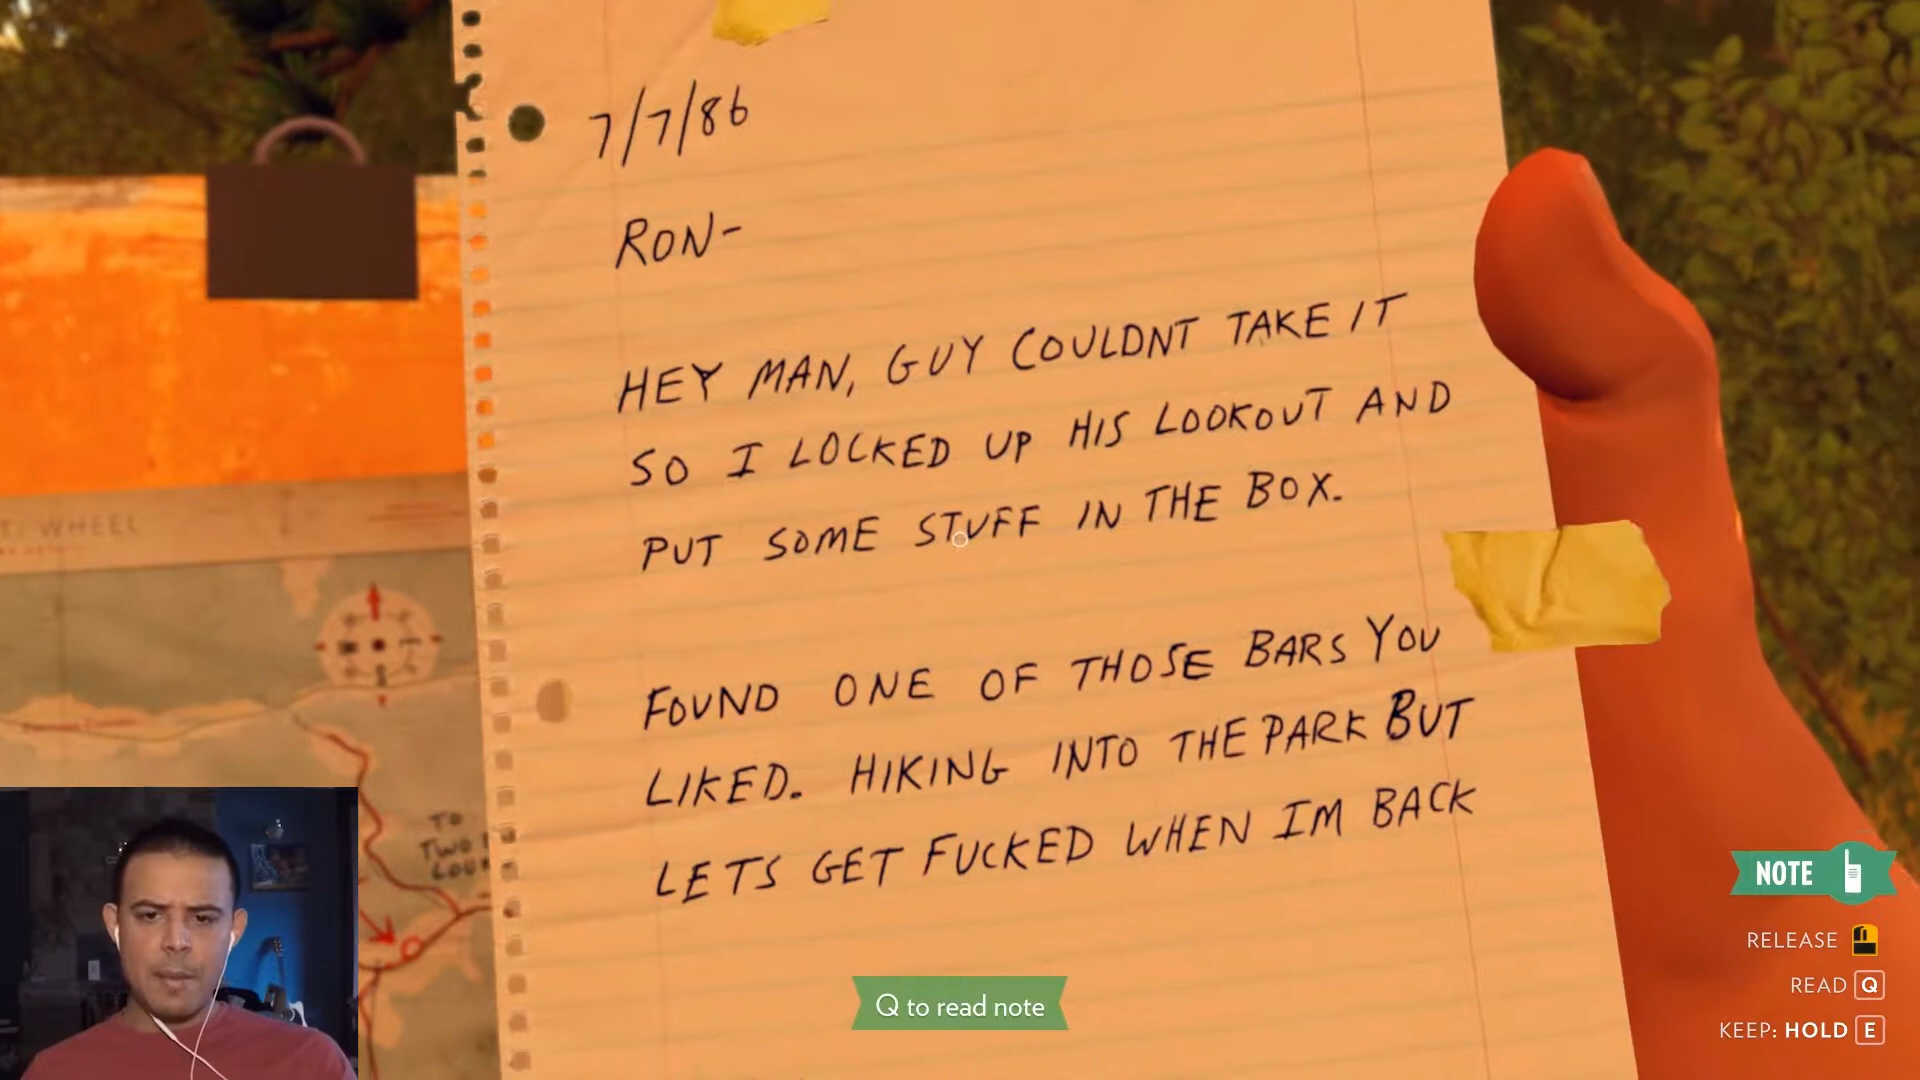 7/7/86
RON-
HEY MAN, GUY COULDNT TAKE IT
SO I LOCKED UP HIS LOOKOUT AND
PUT SOME STUFF IN THE BOX.
FOUND ONE OF THOSE BARS YOU
LIKED. HIKING INTO THE PARK BUT
LETS GET FUCKED WHEN IM BACK
WHEEL
TO
TWO
NOTE
RELEASE
READ Q
KEEP: HOLD E
Q to read note